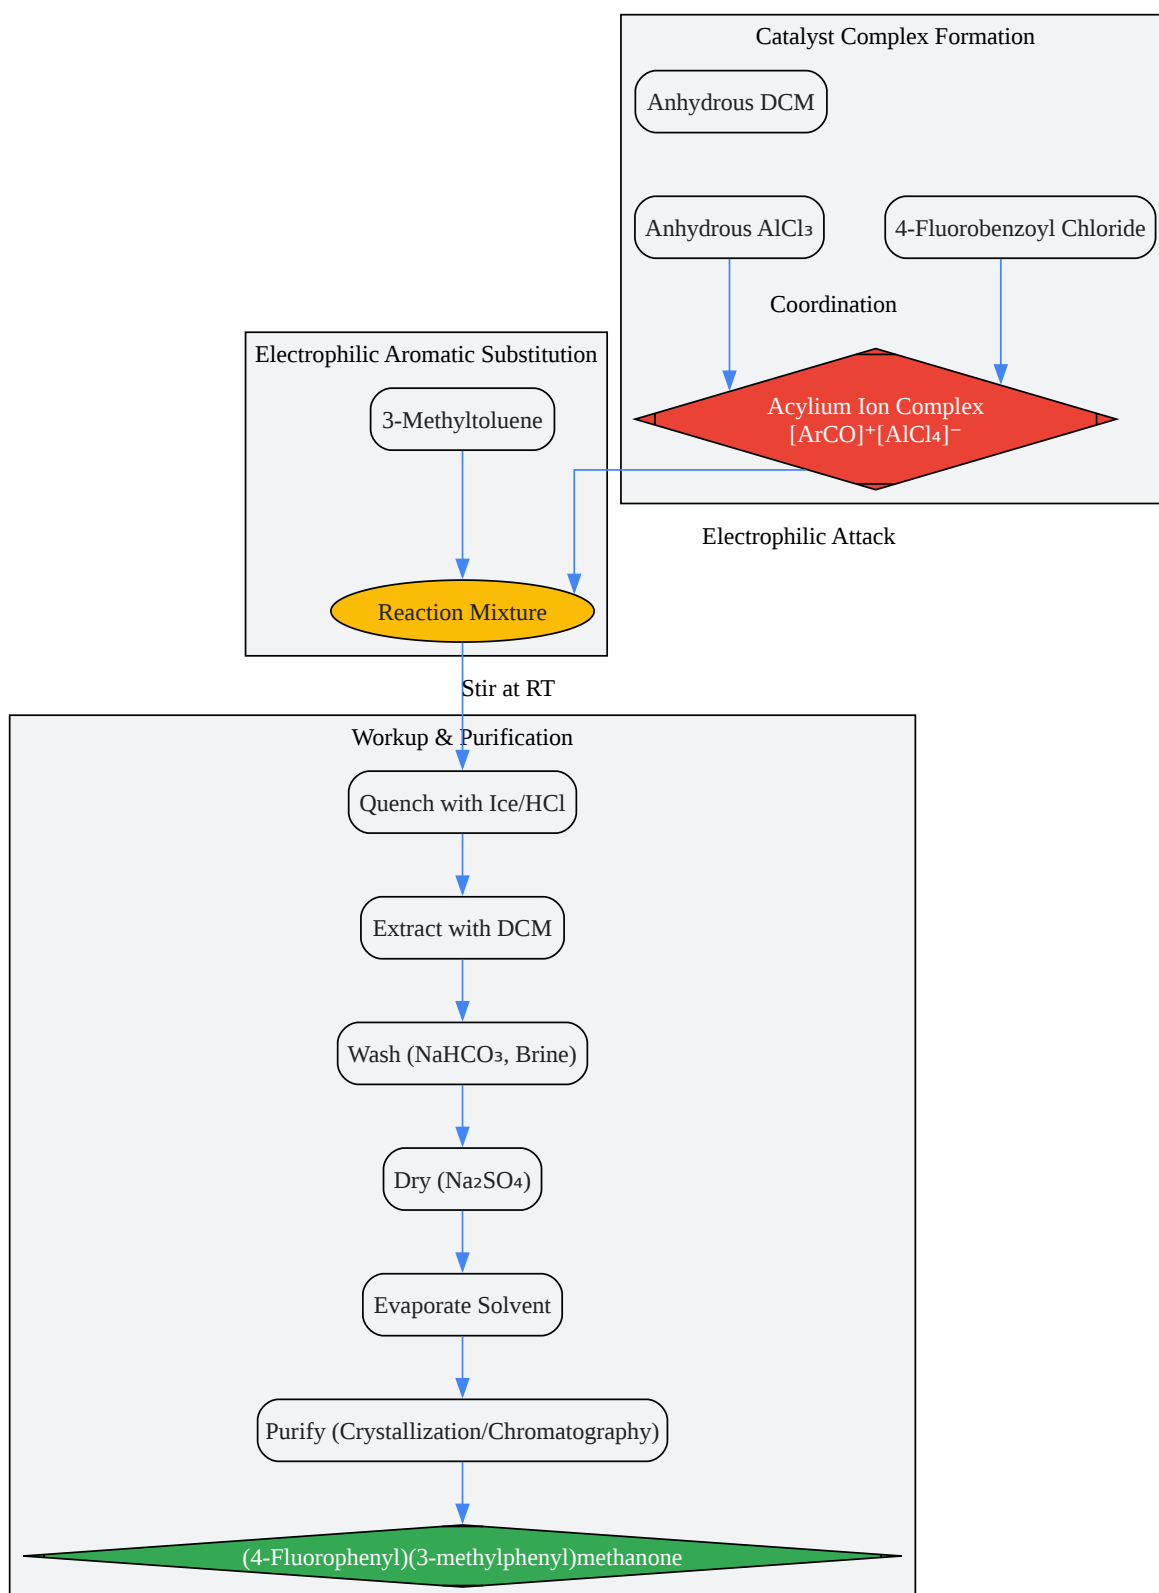 Catalyst Complex Formation
Anhydrous DCM
Anhydrous AlCl₃
4-Fluorobenzoyl Chloride
Coordination
Electrophilic Aromatic Substitution
3-Methyltoluene
Acylium Ion Complex
[ArCO]⁺[AlCl₄]⁻
Electrophilic Attack
Reaction Mixture
Stir at RT
Workup & Purification
Quench with Ice/HCl
Extract with DCM
Wash (NaHCO₃, Brine)
Dry (Na₂SO₄)
Evaporate Solvent
Purify (Crystallization/Chromatography)
(4-Fluorophenyl)(3-methylphenyl)methanone